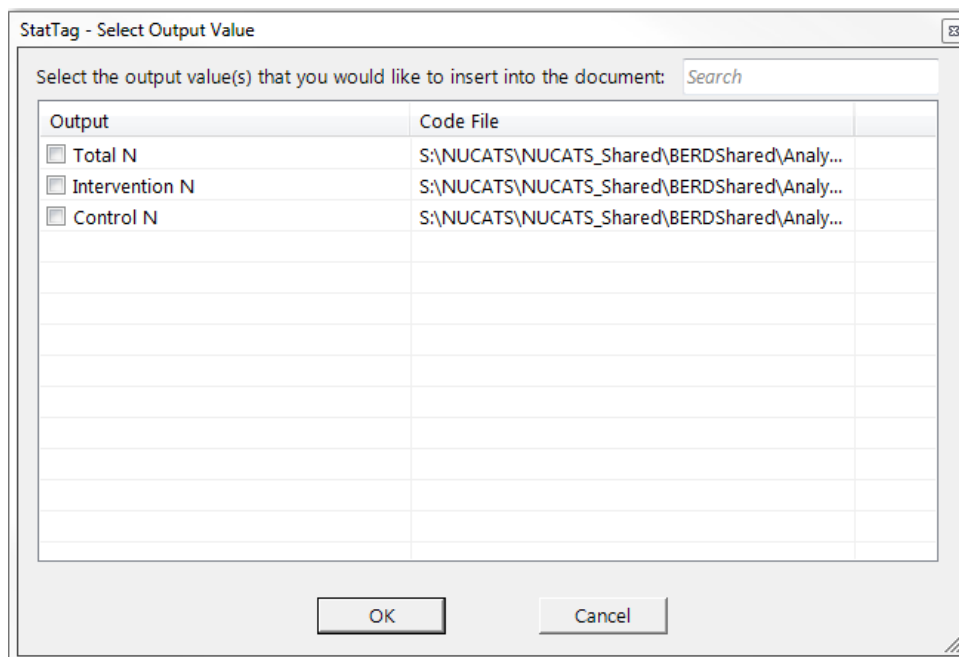 StatTag - Select Output Value
Select the output value(s) that you would like to insert into the document: Search
Output Code File
Total N S:\NUCATS\NUCATS_Shared\BERDShared\Analy...
Intervention N S:\NUCATS\NUCATS_Shared\BERDShared\Analy...
Control N S:\NUCATS\NUCATS_Shared\BERDShared\Analy...
OK Cancel